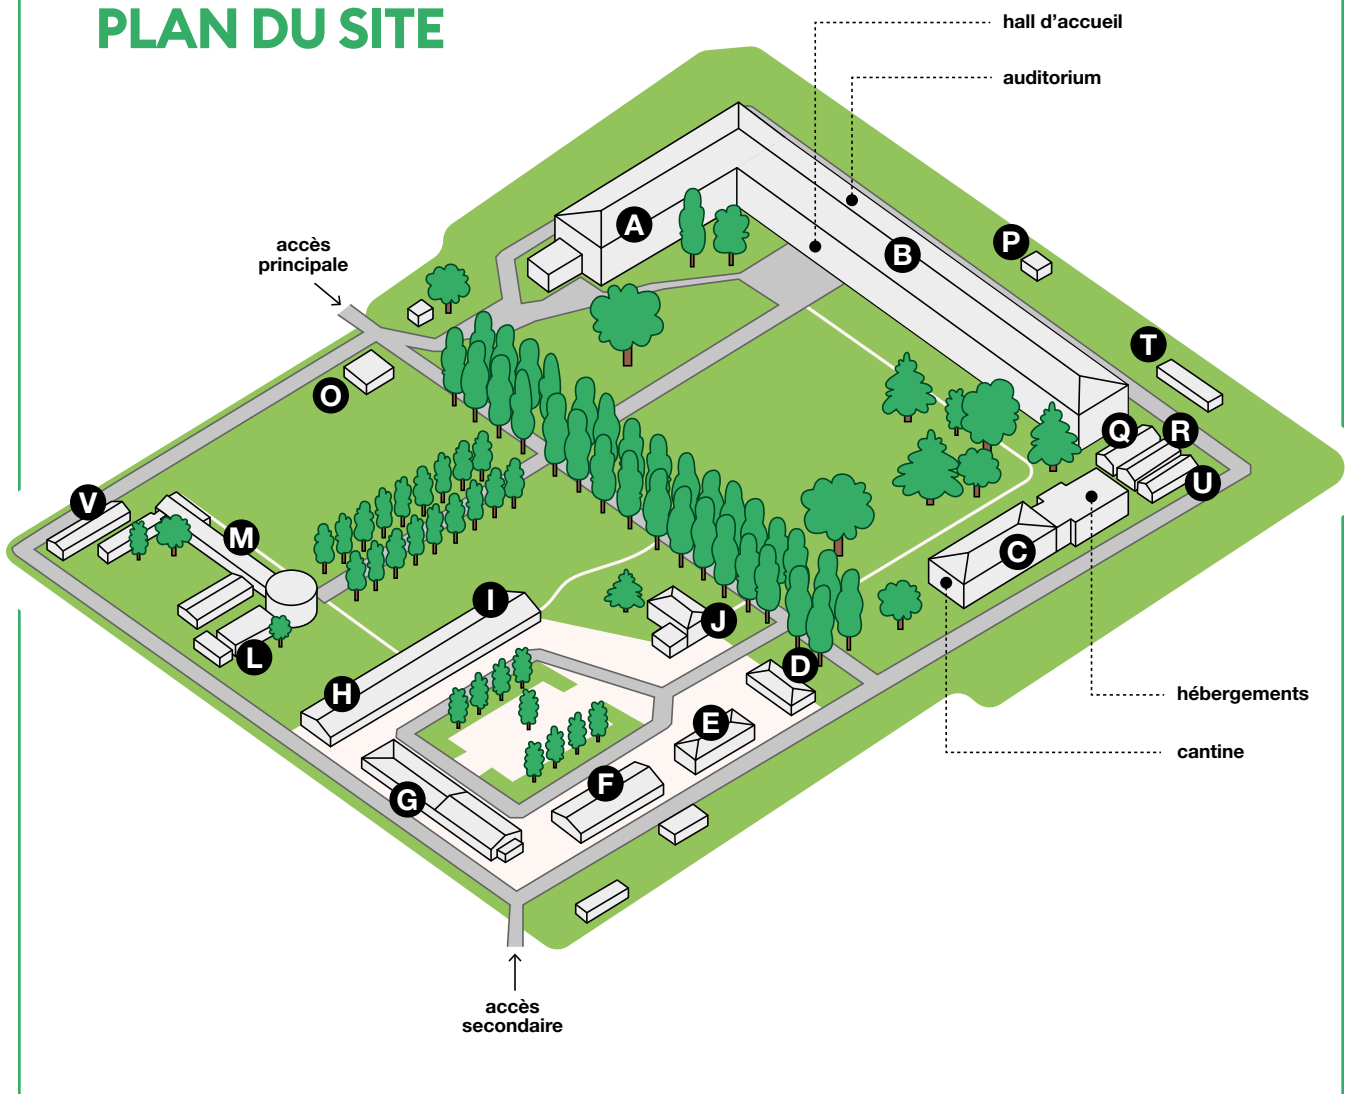 PLAN DU SITE
hall d’accueil
auditorium
accès
principale
A
B
P
T
O
Q
R
U
V
M
C
I
J
L
D
H
E
hébergements
F
G
cantine
accès
secondaire